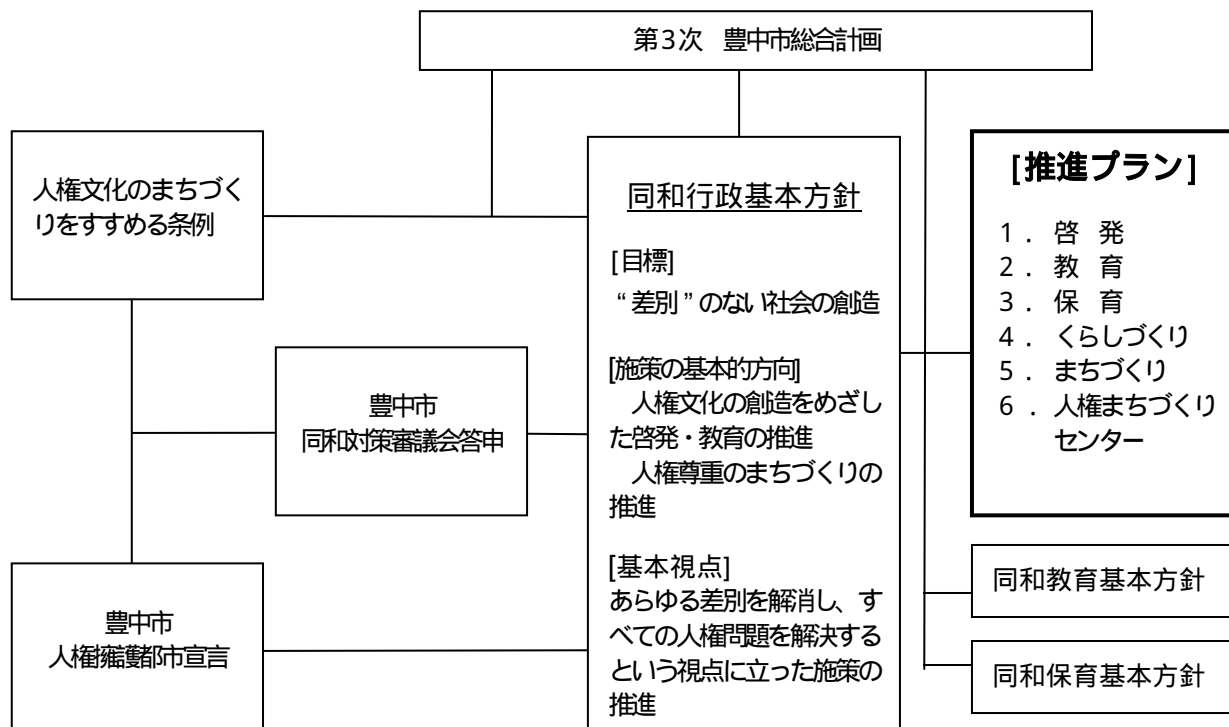 第3次　豊中市総合計画
人権文化のまちづく
りをすすめる条例
豊中市
同和対策審議会答申
豊中市
人権擁護都市宣言
同和行政基本方針
[目標]
“差別”のない社会の創造
[施策の基本的方向]
人権文化の創造をめざし
た啓発・教育の推進
人権尊重のまちづくりの
推進
[基本視点]
あらゆる差別を解消し、す
べての人権問題を解決する
という視点に立った施策の
推進
[推進プラン]
1．啓　発
2．教　育
3．保　育
4．くらしづくり
5．まちづくり
6．人権まちづくり
センター
同和教育基本方針
同和保育基本方針